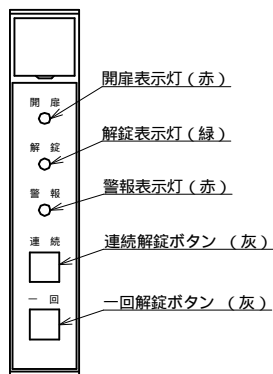 開扉表示灯(赤)
開 扉
解錠表示灯(緑)
解 錠
警報表示灯(赤)
警 報
連 続
連続解錠ボタン (灰)
一 回
一回解錠ボタン (灰)